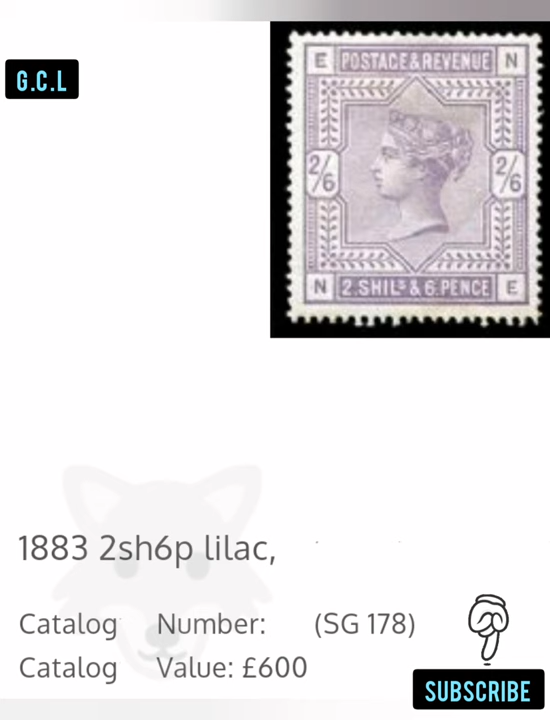 G.C.L
E POSTAGE & REVENUE N
2/6 2/6
N 2.SHILS & 6.PENCE E
1883 2sh6p lilac,
Catalog Number: (SG 178)
Catalog Value: £600
SUBSCRIBE